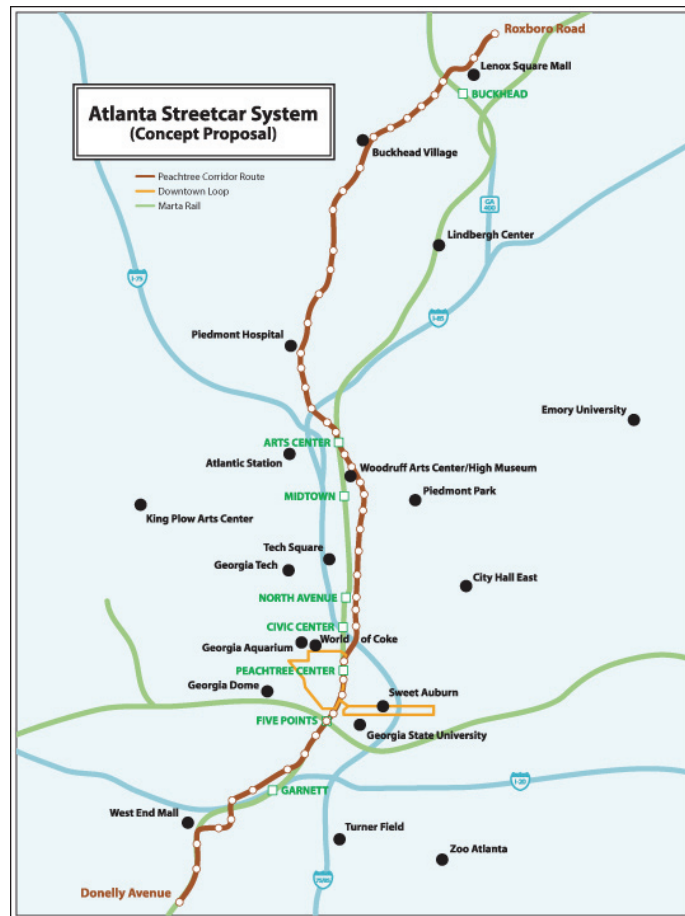 Roxboro Road
Lenox Square Mall
BUCKHEAD
Atlanta Streetcar System
(Concept Proposal)
Buckhead Village
Peachtree Corridor Route
Downtown Loop
Marta Rail
GA
400
Lindbergh Center
I-75
I-85
Piedmont Hospital
Emory University
ARTS CENTER
Atlantic Station
Woodruff Arts Center/High Museum
MIDTOWN
Piedmont Park
King Plow Arts Center
Tech Square
Georgia Tech
City Hall East
NORTH AVENUE
CIVIC CENTER
Georgia Aquarium
World of Coke
PEACHTREE CENTER
Georgia Dome
Sweet Auburn
FIVE POINTS
Georgia State University
I-20
GARNETT
West End Mall
Turner Field
Zoo Atlanta
75/85
Donelly Avenue